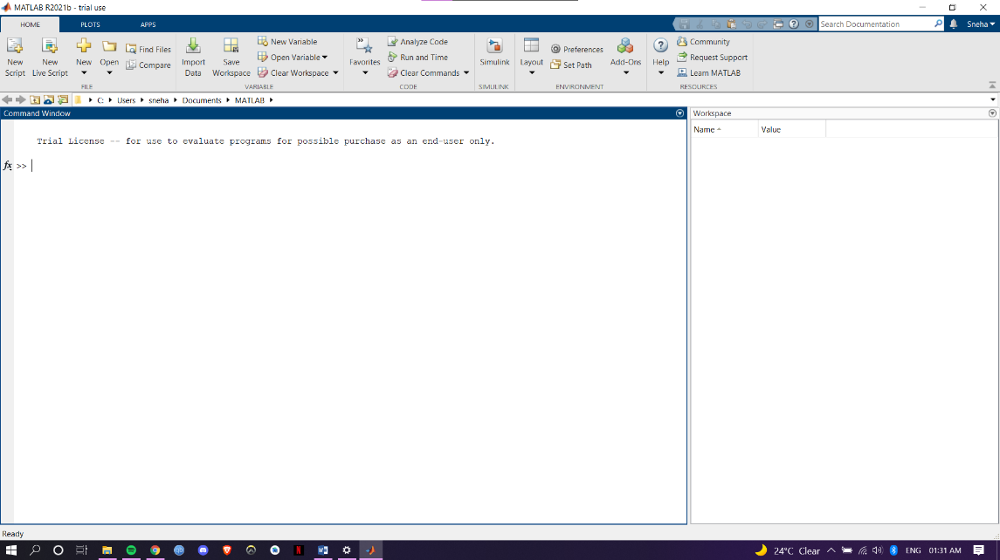 MATLAB R2021b - trial use
HOME PLOTS APPS
Search Documentation
Sneha
New Script
New Live Script
New
Open
Find Files
Compare
FILE
Import Data
Save Workspace
New Variable
Open Variable
Clear Workspace
VARIABLE
Favorites
Analyze Code
Run and Time
Clear Commands
CODE
Simulink
SIMULINK
Layout
Preferences
Set Path
Add-Ons
ENVIRONMENT
Help
Community
Request Support
Learn MATLAB
RESOURCES
C: Users sneha Documents MATLAB
Command Window
Trial License -- for use to evaluate programs for possible purchase as an end-user only.
fx >>
Workspace
Name Value
Ready
24°C Clear ENG 01:31 AM